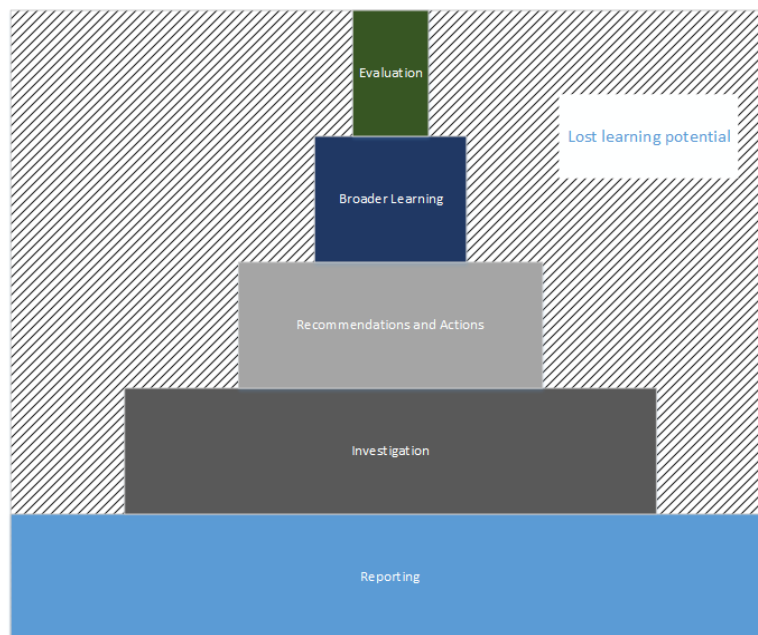 Evaluation
Lost learning potential
Broader Learning
Recommendations and Actions
Investigation
Reporting